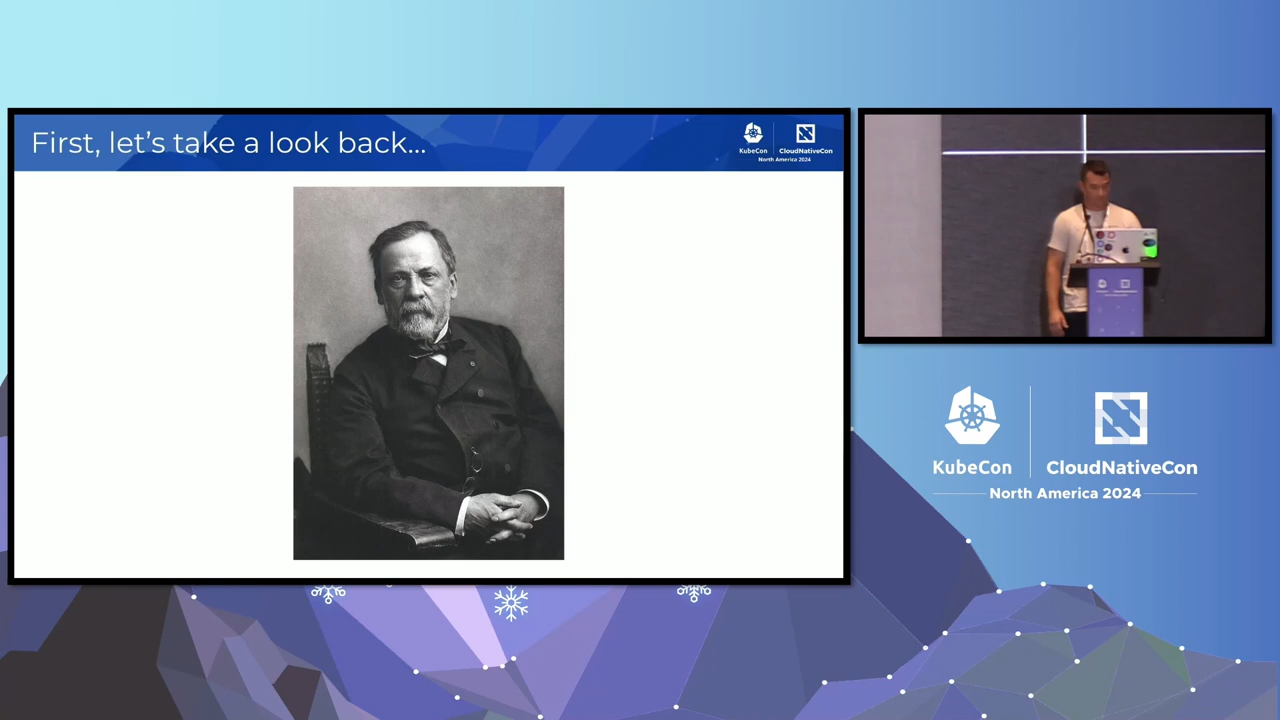 First, let's take a look back...
KubeCon
CloudNativeCon
North America 2024
KubeCon
CloudNativeCon
North America 2024